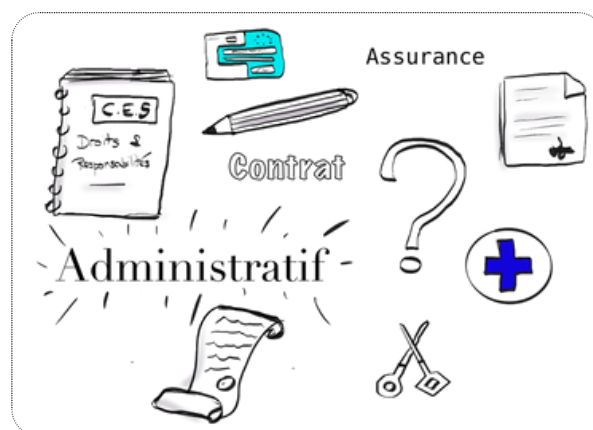 Assurance
C.E.S
Droits &
Responsabilités
Contrat
Administratif